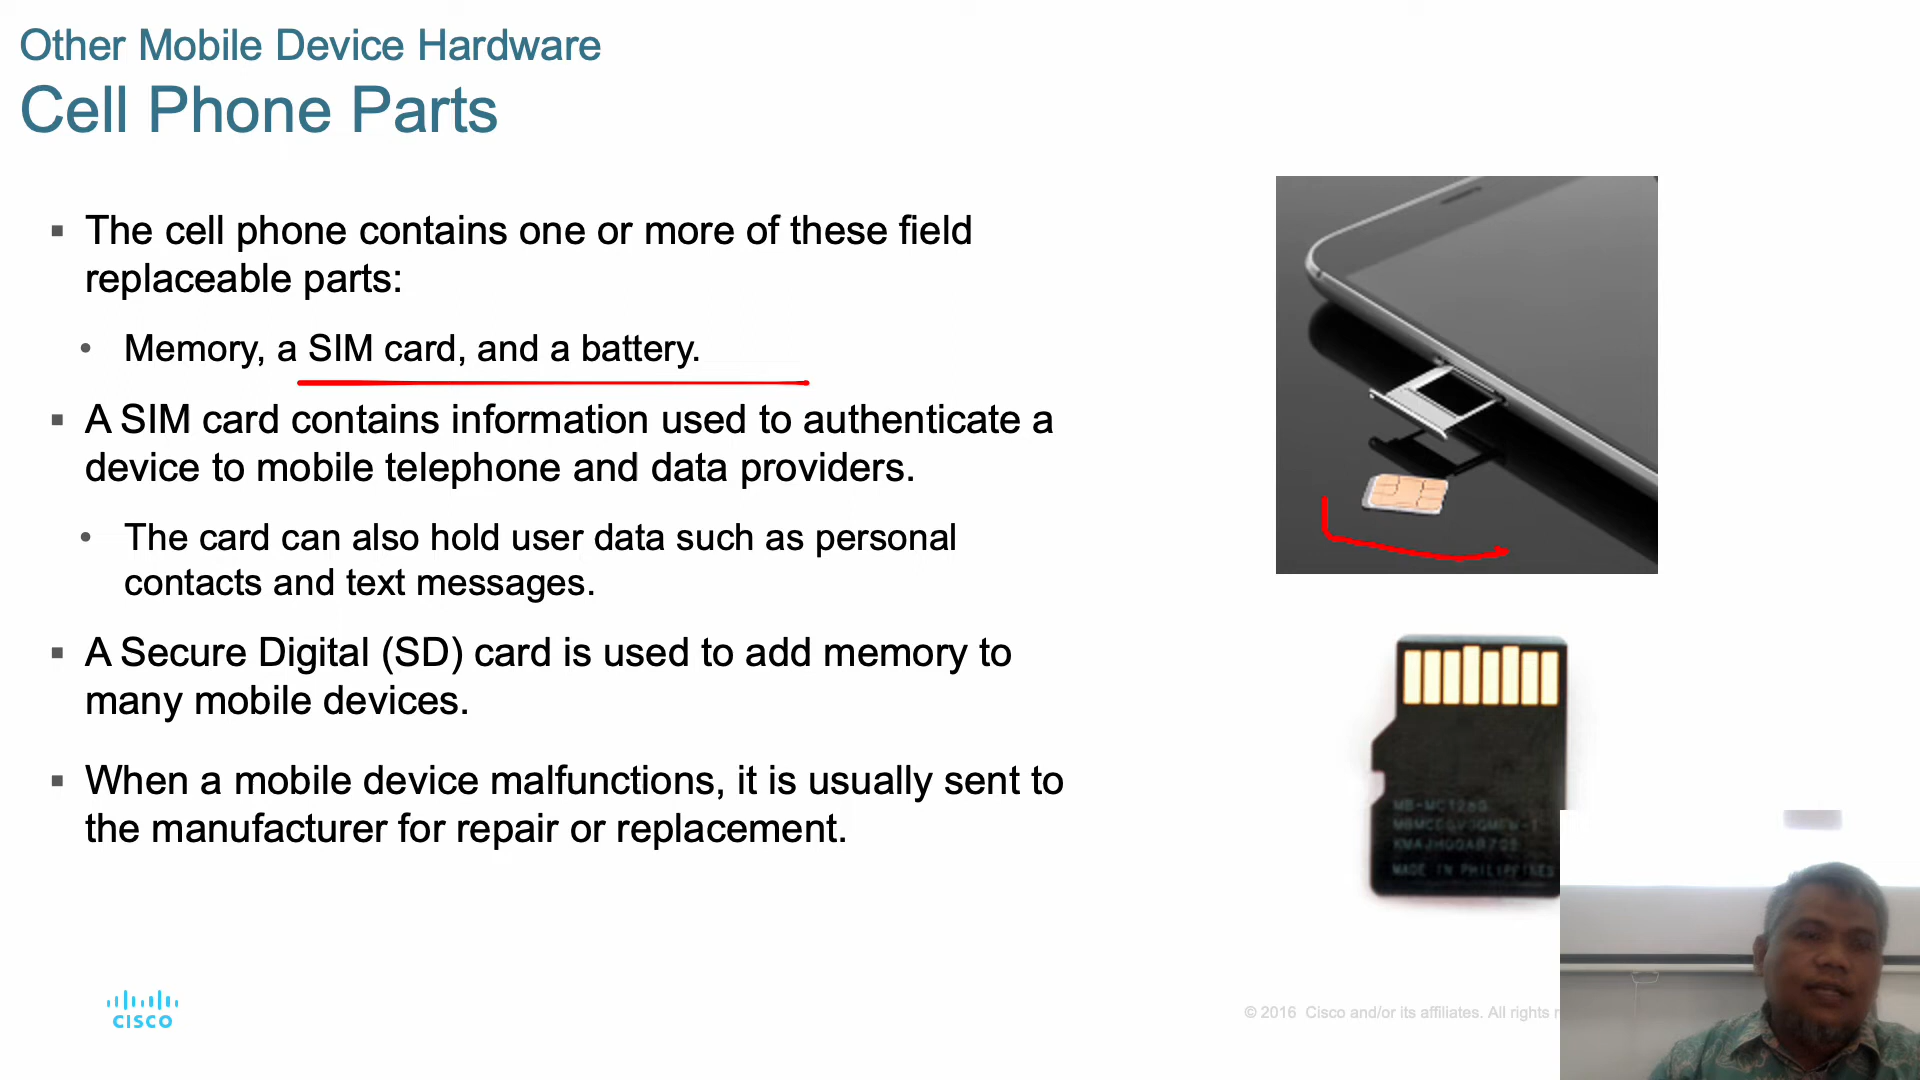 Other Mobile Device Hardware
Cell Phone Parts
▪ The cell phone contains one or more of these field
replaceable parts:
• Memory, a SIM card, and a battery.
▪ A SIM card contains information used to authenticate a
device to mobile telephone and data providers.
• The card can also hold user data such as personal
contacts and text messages.
▪ A Secure Digital (SD) card is used to add memory to
many mobile devices.
▪ When a mobile device malfunctions, it is usually sent to
the manufacturer for repair or replacement.
MADE IN PHILIPPINES
CISCO
© 2016 Cisco and/or its affiliates. All rights